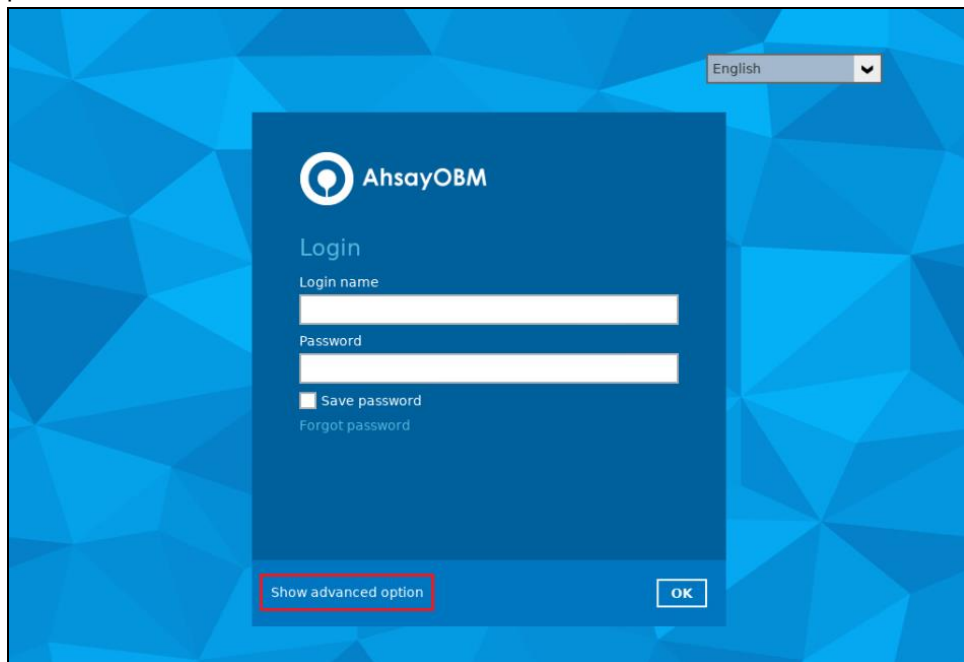 English
AhsayOBM
Login
Login name
Password
Save password
Forgot password
Show advanced option
OK